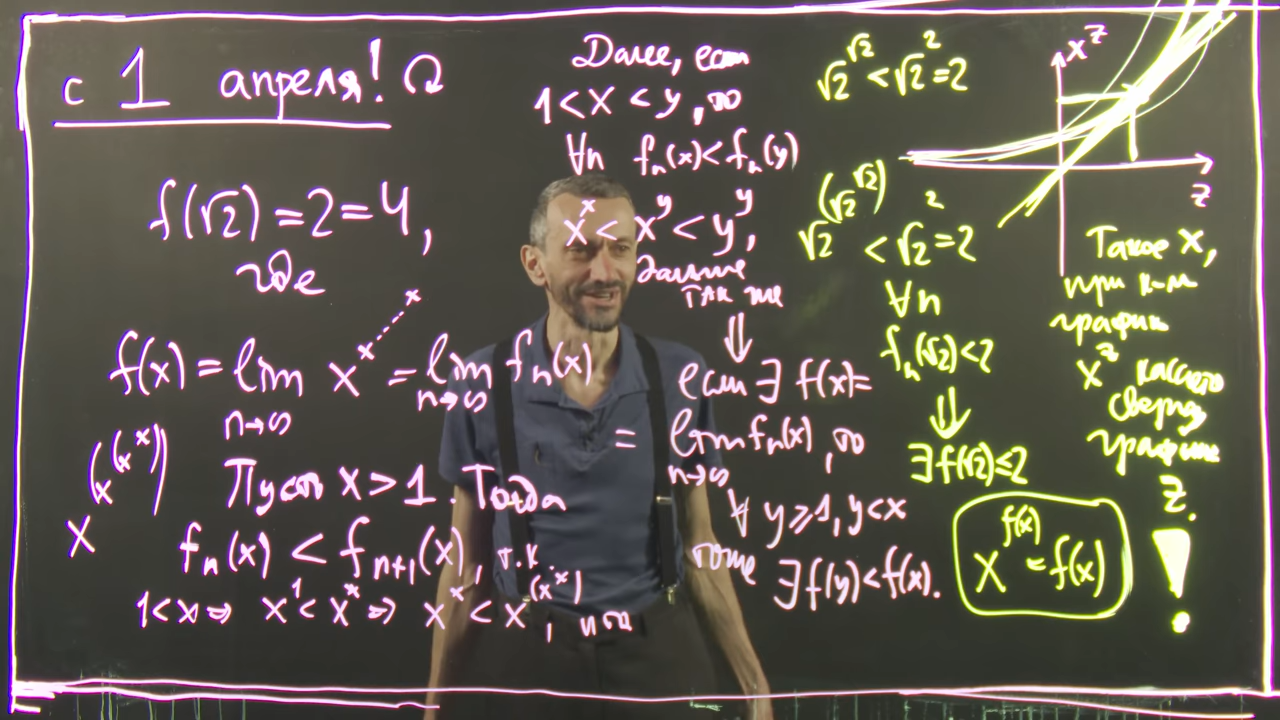 с 1 апреля!
f(√2) = 2 = 4,
где
f(x) = lim x^x^⋯^x = lim f_n(x)
n→∞ n→∞
x^(x^(x^x))
Пусть x > 1. Тогда
f_n(x) < f_{n+1}(x), т.к.
1 < x ⇒ x^1 < x^x ⇒ x^x < x^(x^x), итд
Далее, если
1 < x < y, то
∀n f_n(x) < f_n(y)
x^x < x^y < y^y,
дальше
так же
⇓
если ∃ f(x) =
= lim f_n(x), то
n→∞
∀ y ⩾ 1, y < x
тоже ∃ f(y) < f(x).
√2^√2 < √2^2 = 2
√2^(√2^√2) < √2^2 = 2
∀n
f_n(√2) < 2
⇓
∃ f(√2) ≤ 2
x^f(x) = f(x)
x^z
z
Такое x,
при к-м
график
x^z касается
сверху
графика
z.
!